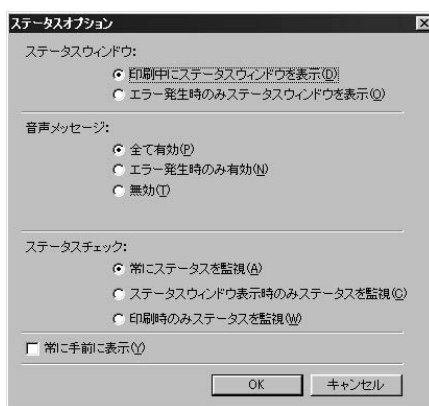 ステータスオプション
ステータスウィンドウ:
印刷中にステータスウィンドウを表示(D)
エラー発生時のみステータスウィンドウを表示(O)
音声メッセージ:
全て有効(P)
エラー発生時のみ有効(N)
無効(T)
ステータスチェック:
常にステータスを監視(A)
ステータスウィンドウ表示時のみステータスを監視(C)
印刷時のみステータスを監視(W)
常に手前に表示(Y)
OK キャンセル